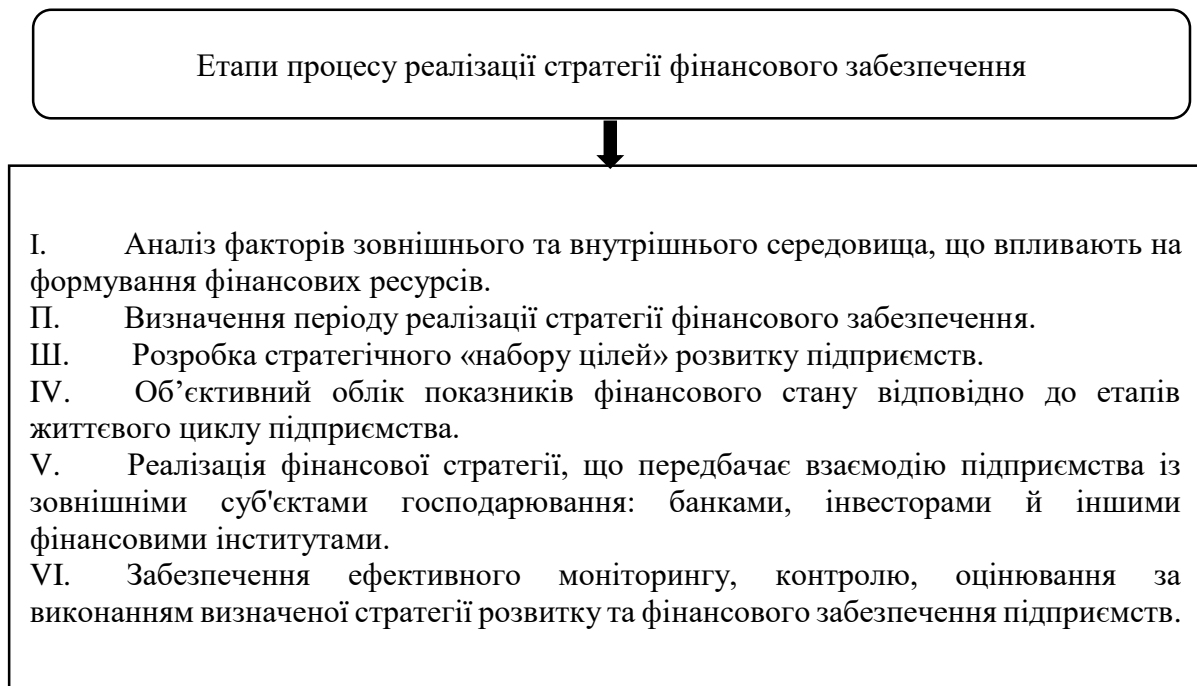 Етапи процесу реалізації стратегії фінансового забезпечення
І. Аналіз факторів зовнішнього та внутрішнього середовища, що впливають на
формування фінансових ресурсів.
П. Визначення періоду реалізації стратегії фінансового забезпечення.
Ш. Розробка стратегічного «набору цілей» розвитку підприємств.
IV. Об’єктивний облік показників фінансового стану відповідно до етапів
життєвого циклу підприємства.
V. Реалізація фінансової стратегії, що передбачає взаємодію підприємства із
зовнішніми суб'єктами господарювання: банками, інвесторами й іншими
фінансовими інститутами.
VI. Забезпечення ефективного моніторингу, контролю, оцінювання за
виконанням визначеної стратегії розвитку та фінансового забезпечення підприємств.